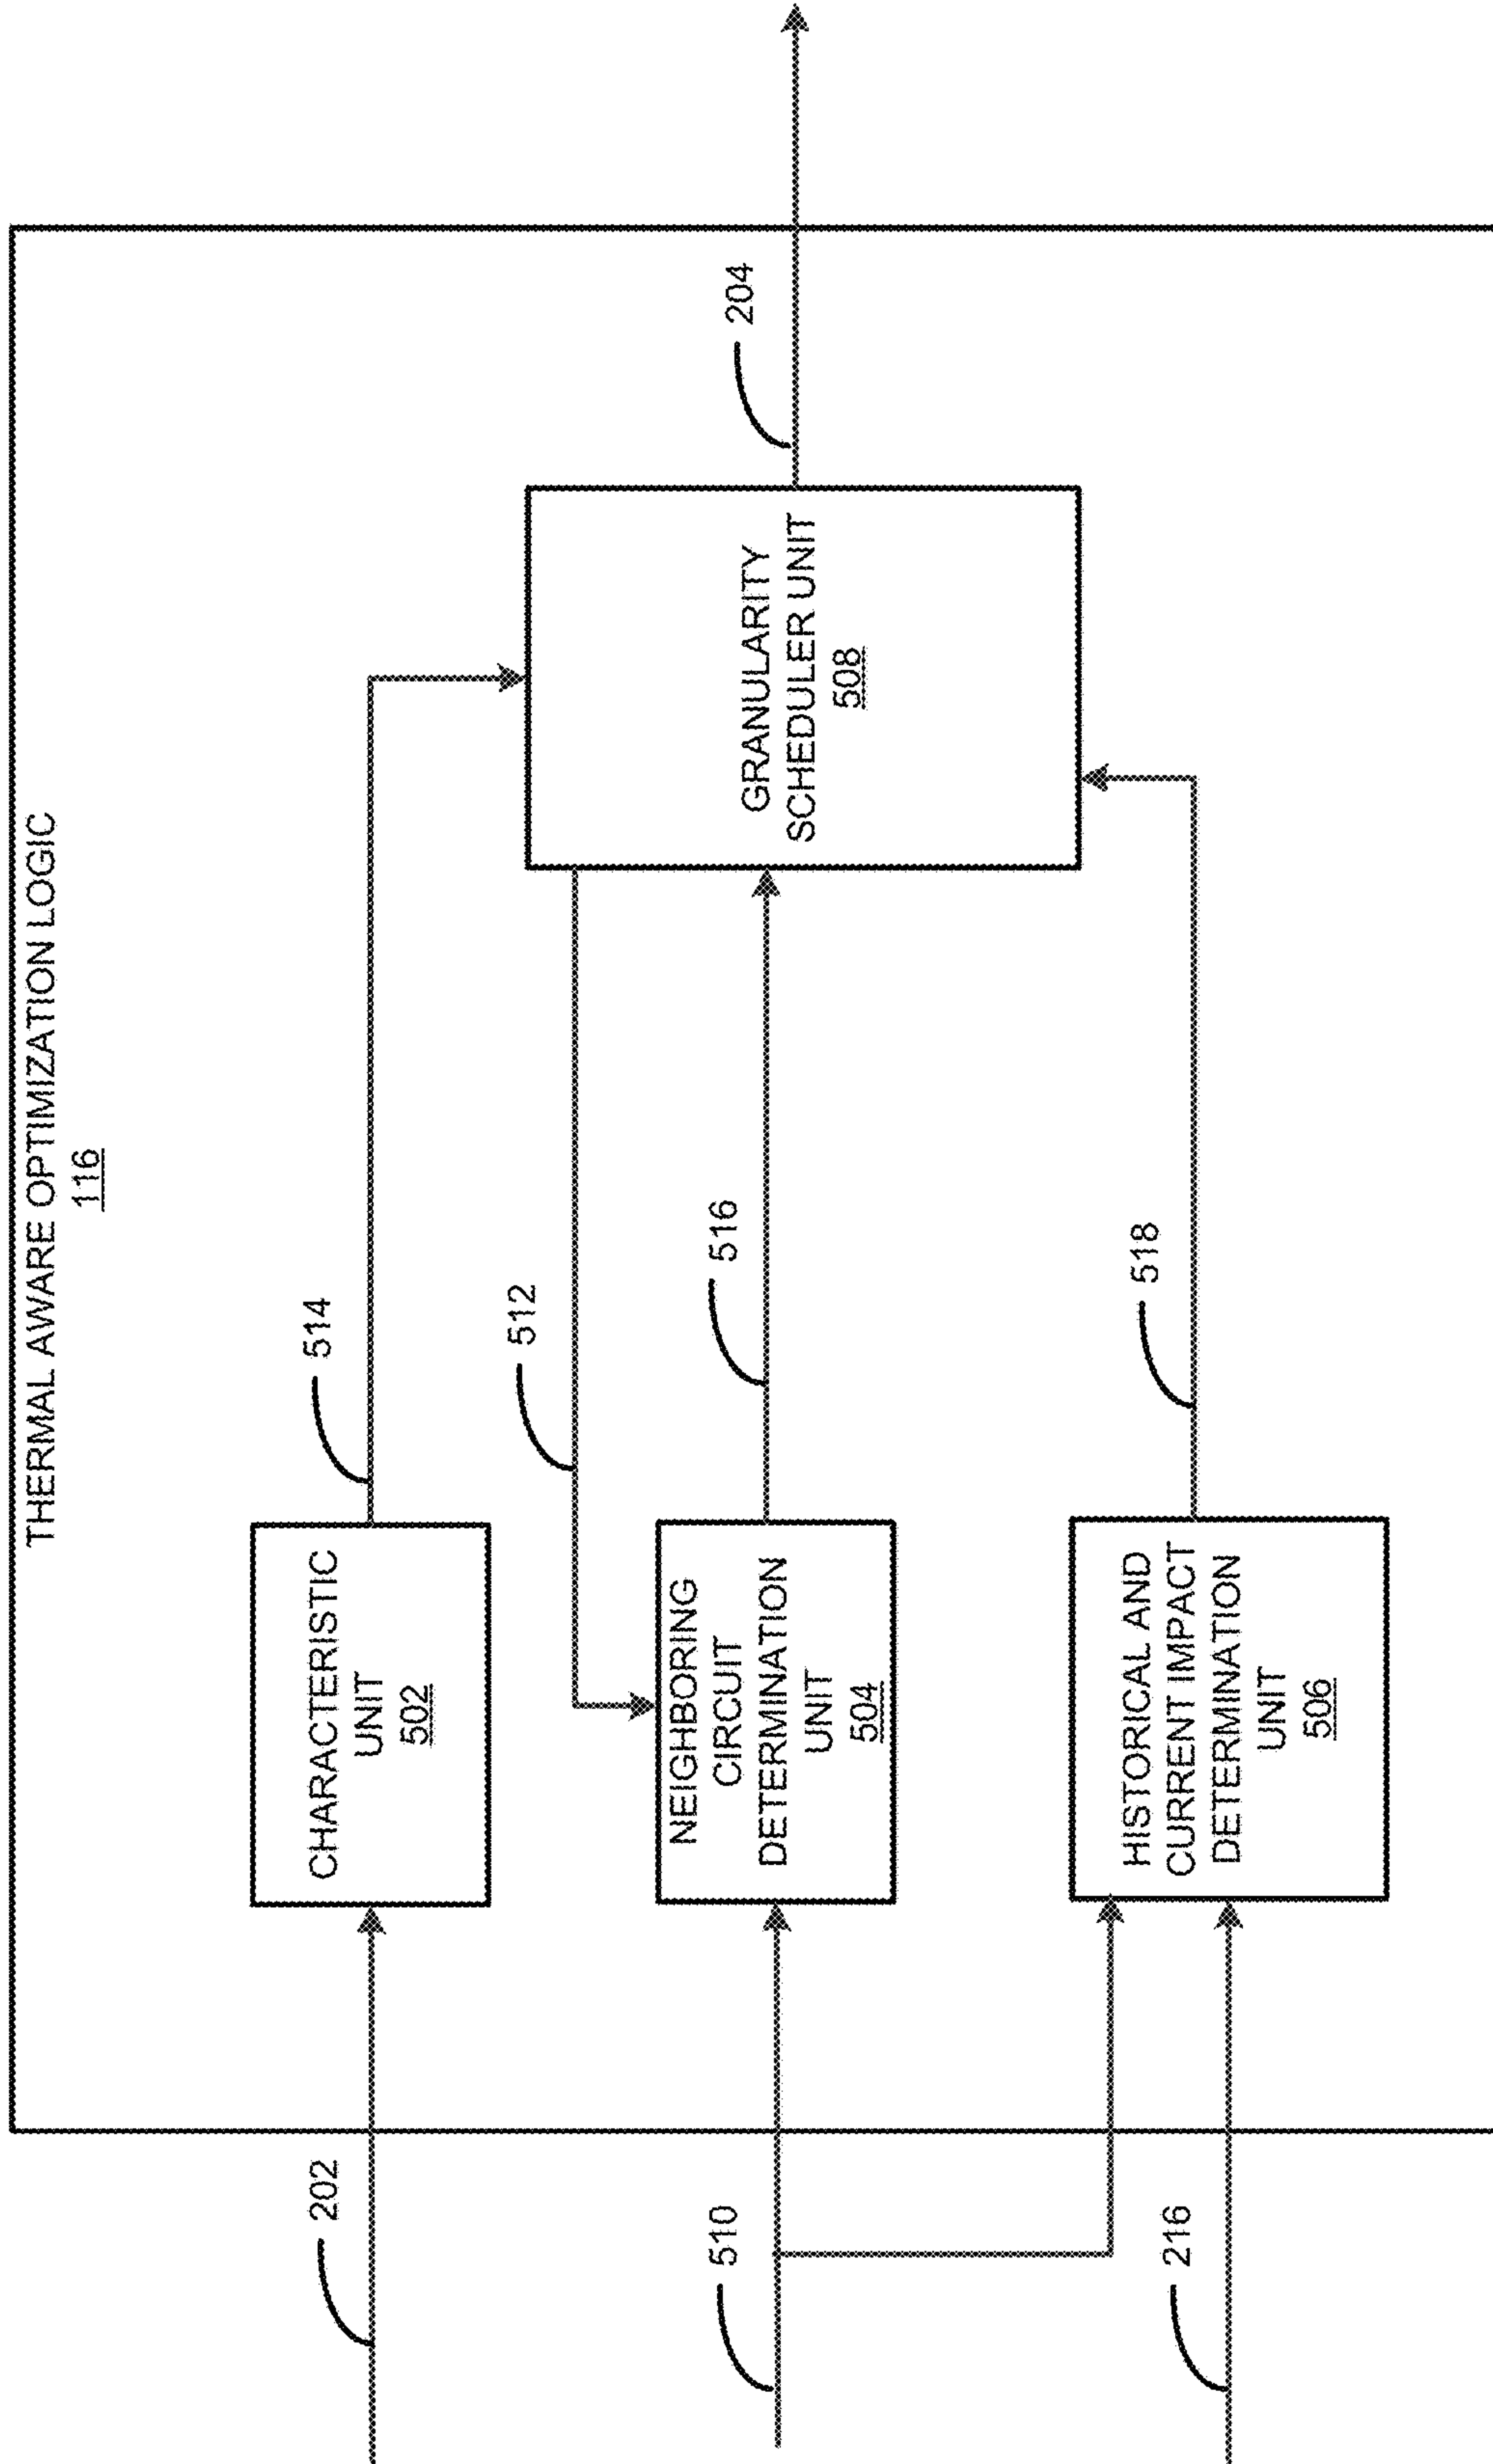 THERMAL AWARE OPTIMIZATION LOGIC
116
202
CHARACTERISTIC
UNIT
502
514
510
NEIGHBORING
CIRCUIT
DETERMINATION
UNIT
504
512
516
216
HISTORICAL AND
CURRENT IMPACT
DETERMINATION
UNIT
506
518
GRANULARITY
SCHEDULER UNIT
508
204